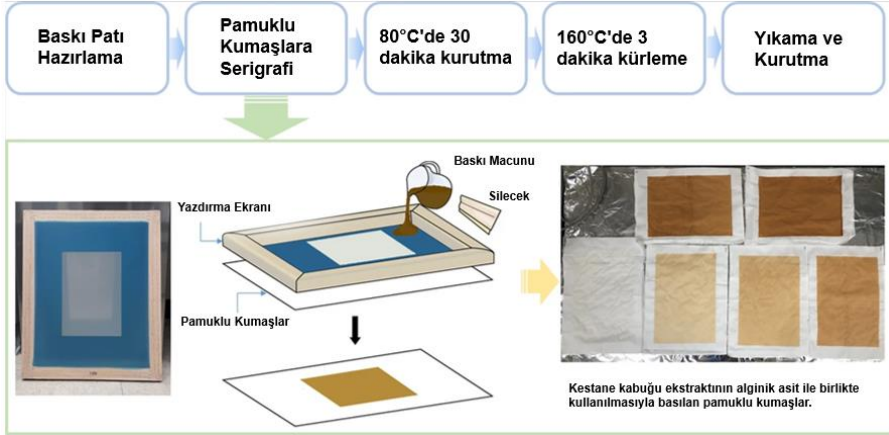 Baskı Patı
Hazırlama
Pamuklu
Kumaşlara
Serigrafi
80°C'de 30
dakika kurutma
160°C'de 3
dakika kürleme
Yıkama ve
Kurutma
Baskı Macunu
Silecek
Yazdırma Ekranı
Pamuklu Kumaşlar
Kestane kabuğu ekstraktının alginik asit ile birlikte
kullanılmasıyla basılan pamuklu kumaşlar.